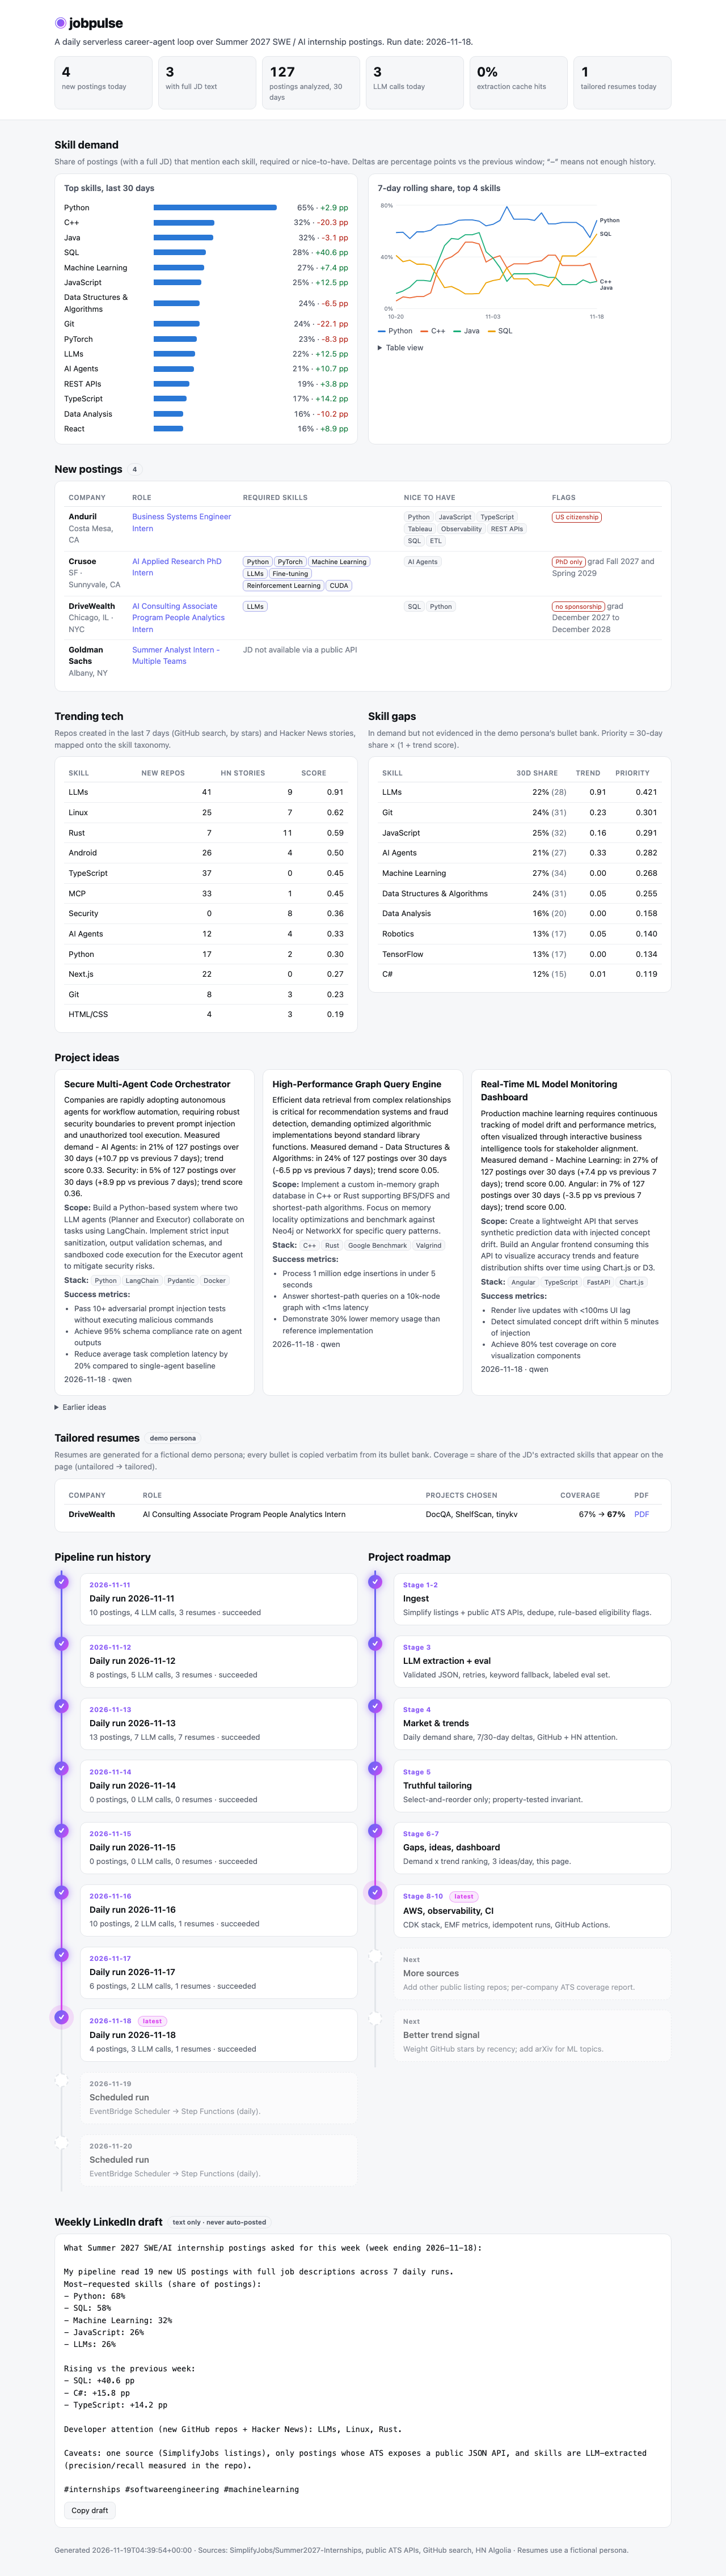 jobpulse
A daily serverless career-agent loop over Summer 2027 SWE / AI internship postings. Run date: 2026-11-18.
4
new postings today
3
with full JD text
127
postings analyzed, 30
days
3
LLM calls today
0%
extraction cache hits
1
tailored resumes today
Skill demand
Share of postings (with a full JD) that mention each skill, required or nice-to-have. Deltas are percentage points vs the previous window; "–" means not enough history.
Top skills, last 30 days
Python 65% · +2.9 pp
C++ 32% · -20.3 pp
Java 32% · -3.1 pp
SQL 28% · +40.6 pp
Machine Learning 27% · +7.4 pp
JavaScript 25% · +12.5 pp
Data Structures &
Algorithms 24% · -6.5 pp
Git 24% · -22.1 pp
PyTorch 23% · -8.3 pp
LLMs 22% · +12.5 pp
AI Agents 21% · +10.7 pp
REST APIs 19% · +3.8 pp
TypeScript 17% · +14.2 pp
Data Analysis 16% · -10.2 pp
React 16% · +8.9 pp
7-day rolling share, top 4 skills
80%
40%
0%
10-20 11-03 11-18
Python
SQL
C++
Java
Python C++ Java SQL
▶ Table view
New postings 4
COMPANY ROLE REQUIRED SKILLS NICE TO HAVE FLAGS
Anduril
Costa Mesa,
CA
Business Systems Engineer
Intern
Python JavaScript TypeScript
Tableau Observability REST APIs
SQL ETL
US citizenship
Crusoe
SF ·
Sunnyvale, CA
AI Applied Research PhD
Intern
Python PyTorch Machine Learning
LLMs Fine-tuning
Reinforcement Learning CUDA
AI Agents
PhD only grad Fall 2027 and
Spring 2029
DriveWealth
Chicago, IL ·
NYC
AI Consulting Associate
Program People Analytics
Intern
LLMs
SQL Python
no sponsorship grad
December 2027 to
December 2028
Goldman
Sachs
Albany, NY
Summer Analyst Intern -
Multiple Teams
JD not available via a public API
Trending tech
Repos created in the last 7 days (GitHub search, by stars) and Hacker News stories,
mapped onto the skill taxonomy.
SKILL NEW REPOS HN STORIES SCORE
LLMs 41 9 0.91
Linux 25 7 0.62
Rust 7 11 0.59
Android 26 4 0.50
TypeScript 37 0 0.45
MCP 33 1 0.45
Security 0 8 0.36
AI Agents 12 4 0.33
Python 17 2 0.30
Next.js 22 0 0.27
Git 8 3 0.23
HTML/CSS 4 3 0.19
Skill gaps
In demand but not evidenced in the demo persona's bullet bank. Priority = 30-day
share × (1 + trend score).
SKILL 30D SHARE TREND PRIORITY
LLMs 22% (28) 0.91 0.421
Git 24% (31) 0.23 0.301
JavaScript 25% (32) 0.16 0.291
AI Agents 21% (27) 0.33 0.282
Machine Learning 27% (34) 0.00 0.268
Data Structures & Algorithms 24% (31) 0.05 0.255
Data Analysis 16% (20) 0.00 0.158
Robotics 13% (17) 0.05 0.140
TensorFlow 13% (17) 0.00 0.134
C# 12% (15) 0.01 0.119
Project ideas
Secure Multi-Agent Code Orchestrator
Companies are rapidly adopting autonomous
agents for workflow automation, requiring robust
security boundaries to prevent prompt injection
and unauthorized tool execution. Measured
demand - AI Agents: in 21% of 127 postings over
30 days (+10.7 pp vs previous 7 days); trend
score 0.33. Security: in 5% of 127 postings over
30 days (+8.9 pp vs previous 7 days); trend score
0.36.
Scope: Build a Python-based system where two
LLM agents (Planner and Executor) collaborate on
tasks using LangChain. Implement strict input
sanitization, output validation schemas, and
sandboxed code execution for the Executor agent
to mitigate security risks.
Stack: Python LangChain Pydantic Docker
Success metrics:
• Pass 10+ adversarial prompt injection tests
without executing malicious commands
• Achieve 95% schema compliance rate on agent
outputs
• Reduce average task completion latency by
20% compared to single-agent baseline
2026-11-18 · qwen
High-Performance Graph Query Engine
Efficient data retrieval from complex relationships
is critical for recommendation systems and fraud
detection, demanding optimized algorithmic
implementations beyond standard library
functions. Measured demand - Data Structures &
Algorithms: in 24% of 127 postings over 30 days
(-6.5 pp vs previous 7 days); trend score 0.05.
Scope: Implement a custom in-memory graph
database in C++ or Rust supporting BFS/DFS and
shortest-path algorithms. Focus on memory
locality optimizations and benchmark against
Neo4j or NetworkX for specific query patterns.
Stack: C++ Rust Google Benchmark Valgrind
Success metrics:
• Process 1 million edge insertions in under 5
seconds
• Answer shortest-path queries on a 10k-node
graph with <1ms latency
• Demonstrate 30% lower memory usage than
reference implementation
2026-11-18 · qwen
Real-Time ML Model Monitoring
Dashboard
Production machine learning requires continuous
tracking of model drift and performance metrics,
often visualized through interactive business
intelligence tools for stakeholder alignment.
Measured demand - Machine Learning: in 27% of
127 postings over 30 days (+7.4 pp vs previous 7
days); trend score 0.00. Angular: in 7% of 127
postings over 30 days (-3.5 pp vs previous 7
days); trend score 0.00.
Scope: Create a lightweight API that serves
synthetic prediction data with injected concept
drift. Build an Angular frontend consuming this
API to visualize accuracy trends and feature
distribution shifts over time using Chart.js or D3.
Stack: Angular TypeScript FastAPI Chart.js
Success metrics:
• Render live updates with <100ms UI lag
• Detect simulated concept drift within 5 minutes
of injection
• Achieve 80% test coverage on core
visualization components
2026-11-18 · qwen
▶ Earlier ideas
Tailored resumes demo persona
Resumes are generated for a fictional demo persona; every bullet is copied verbatim from its bullet bank. Coverage = share of the JD's extracted skills that appear on the
page (untailored → tailored).
COMPANY ROLE PROJECTS CHOSEN COVERAGE PDF
DriveWealth AI Consulting Associate Program People Analytics Intern DocQA, ShelfScan, tinykv 67% → 67% PDF
Pipeline run history
2026-11-11
Daily run 2026-11-11
10 postings, 4 LLM calls, 3 resumes · succeeded
2026-11-12
Daily run 2026-11-12
8 postings, 5 LLM calls, 3 resumes · succeeded
2026-11-13
Daily run 2026-11-13
13 postings, 7 LLM calls, 7 resumes · succeeded
2026-11-14
Daily run 2026-11-14
0 postings, 0 LLM calls, 0 resumes · succeeded
2026-11-15
Daily run 2026-11-15
0 postings, 0 LLM calls, 0 resumes · succeeded
2026-11-16
Daily run 2026-11-16
10 postings, 2 LLM calls, 1 resumes · succeeded
2026-11-17
Daily run 2026-11-17
6 postings, 2 LLM calls, 1 resumes · succeeded
2026-11-18 latest
Daily run 2026-11-18
4 postings, 3 LLM calls, 1 resumes · succeeded
2026-11-19
Scheduled run
EventBridge Scheduler → Step Functions (daily).
2026-11-20
Scheduled run
EventBridge Scheduler → Step Functions (daily).
Project roadmap
Stage 1-2
Ingest
Simplify listings + public ATS APIs, dedupe, rule-based eligibility flags.
Stage 3
LLM extraction + eval
Validated JSON, retries, keyword fallback, labeled eval set.
Stage 4
Market & trends
Daily demand share, 7/30-day deltas, GitHub + HN attention.
Stage 5
Truthful tailoring
Select-and-reorder only; property-tested invariant.
Stage 6-7
Gaps, ideas, dashboard
Demand x trend ranking, 3 ideas/day, this page.
Stage 8-10 latest
AWS, observability, CI
CDK stack, EMF metrics, idempotent runs, GitHub Actions.
Next
More sources
Add other public listing repos; per-company ATS coverage report.
Next
Better trend signal
Weight GitHub stars by recency; add arXiv for ML topics.
Weekly LinkedIn draft text only · never auto-posted
What Summer 2027 SWE/AI internship postings asked for this week (week ending 2026-11-18):
My pipeline read 19 new US postings with full job descriptions across 7 daily runs.
Most-requested skills (share of postings):
- Python: 68%
- SQL: 58%
- Machine Learning: 32%
- JavaScript: 26%
- LLMs: 26%
Rising vs the previous week:
- SQL: +40.6 pp
- C#: +15.8 pp
- TypeScript: +14.2 pp
Developer attention (new GitHub repos + Hacker News): LLMs, Linux, Rust.
Caveats: one source (SimplifyJobs listings), only postings whose ATS exposes a public JSON API, and skills are LLM-extracted
(precision/recall measured in the repo).
#internships #softwareengineering #machinelearning
Copy draft
Generated 2026-11-19T04:39:54+00:00 · Sources: SimplifyJobs/Summer2027-Internships, public ATS APIs, GitHub search, HN Algolia · Resumes use a fictional persona.